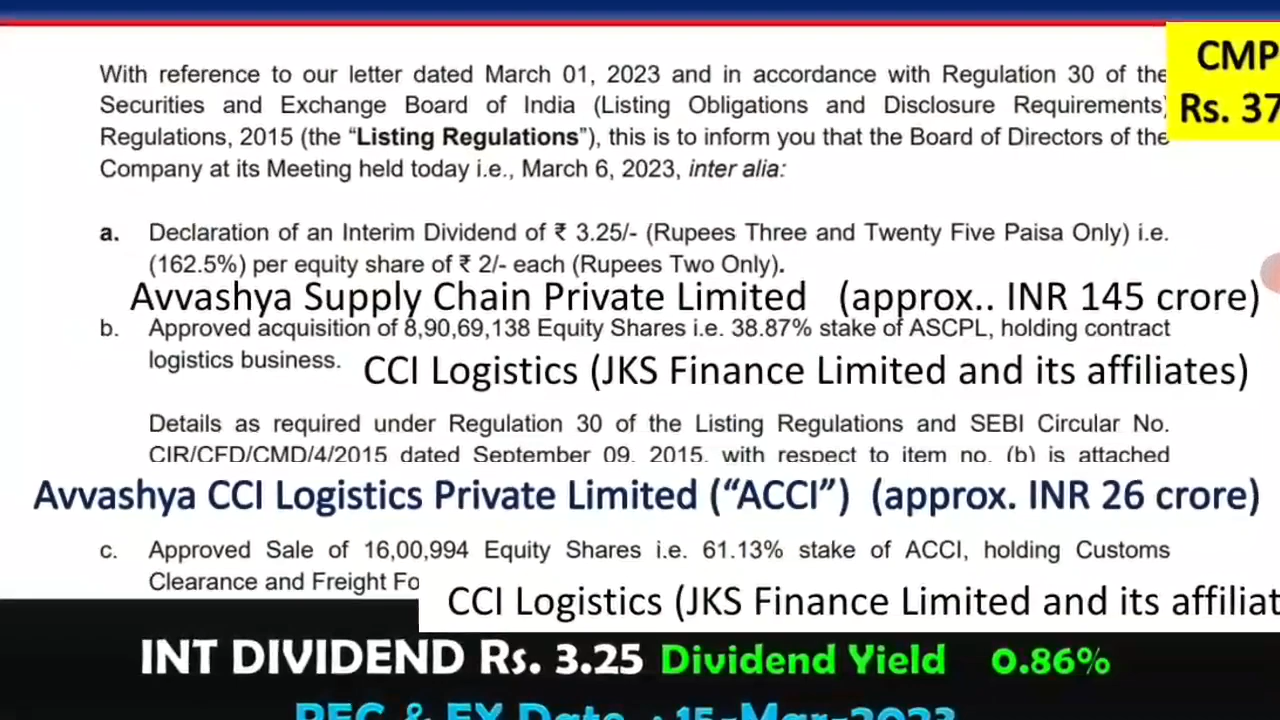 With reference to our letter dated March 01, 2023 and in accordance with Regulation 30 of the
CMP
Securities and Exchange Board of India (Listing Obligations and Disclosure Requirements)
Rs. 37
Regulations, 2015 (the “Listing Regulations”), this is to inform you that the Board of Directors of the
Company at its Meeting held today i.e., March 6, 2023, inter alia:
a. Declaration of an Interim Dividend of ₹ 3.25/- (Rupees Three and Twenty Five Paisa Only) i.e.
(162.5%) per equity share of ₹ 2/- each (Rupees Two Only).
Avvashya Supply Chain Private Limited (approx.. INR 145 crore)
b. Approved acquisition of 8,90,69,138 Equity Shares i.e. 38.87% stake of ASCPL, holding contract
logistics business.
CCI Logistics (JKS Finance Limited and its affiliates)
Details as required under Regulation 30 of the Listing Regulations and SEBI Circular No.
CIR/CFD/CMD/4/2015 dated September 09, 2015, with respect to item no. (b) is attached
Avvashya CCI Logistics Private Limited (“ACCI”) (approx. INR 26 crore)
c. Approved Sale of 16,00,994 Equity Shares i.e. 61.13% stake of ACCI, holding Customs
Clearance and Freight Fo
CCI Logistics (JKS Finance Limited and its affiliat
INT DIVIDEND Rs. 3.25 Dividend Yield 0.86%
REC & EX Date : 15-Mar-2023